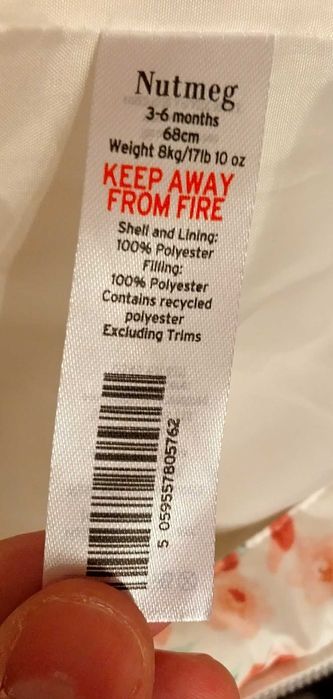 Nutmeg
3-6 months
68cm
Weight 8kg/17lb 10 oz
KEEP AWAY
FROM FIRE
Shell and Lining:
100% Polyester
Filling:
100% Polyester
Contains recycled
polyester
Excluding Trims
5 059557805762